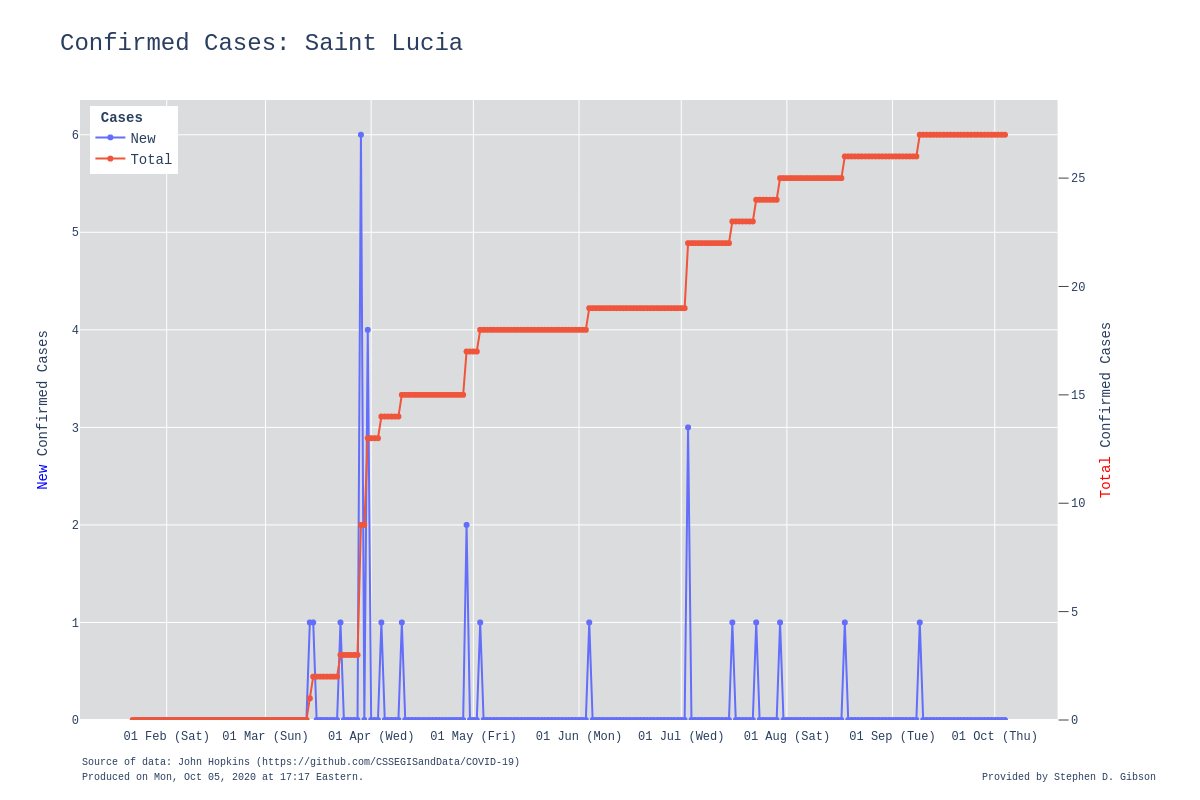 Confirmed Cases: Saint Lucia
Cases
New
Total
6
5
4
3
2
1
0
25
20
15
10
5
0
New Confirmed Cases
Total Confirmed Cases
01 Feb (Sat) 01 Mar (Sun) 01 Apr (Wed) 01 May (Fri) 01 Jun (Mon) 01 Jul (Wed) 01 Aug (Sat) 01 Sep (Tue) 01 Oct (Thu)
Source of data: John Hopkins (https://github.com/CSSEGISandData/COVID-19)
Produced on Mon, Oct 05, 2020 at 17:17 Eastern.
Provided by Stephen D. Gibson